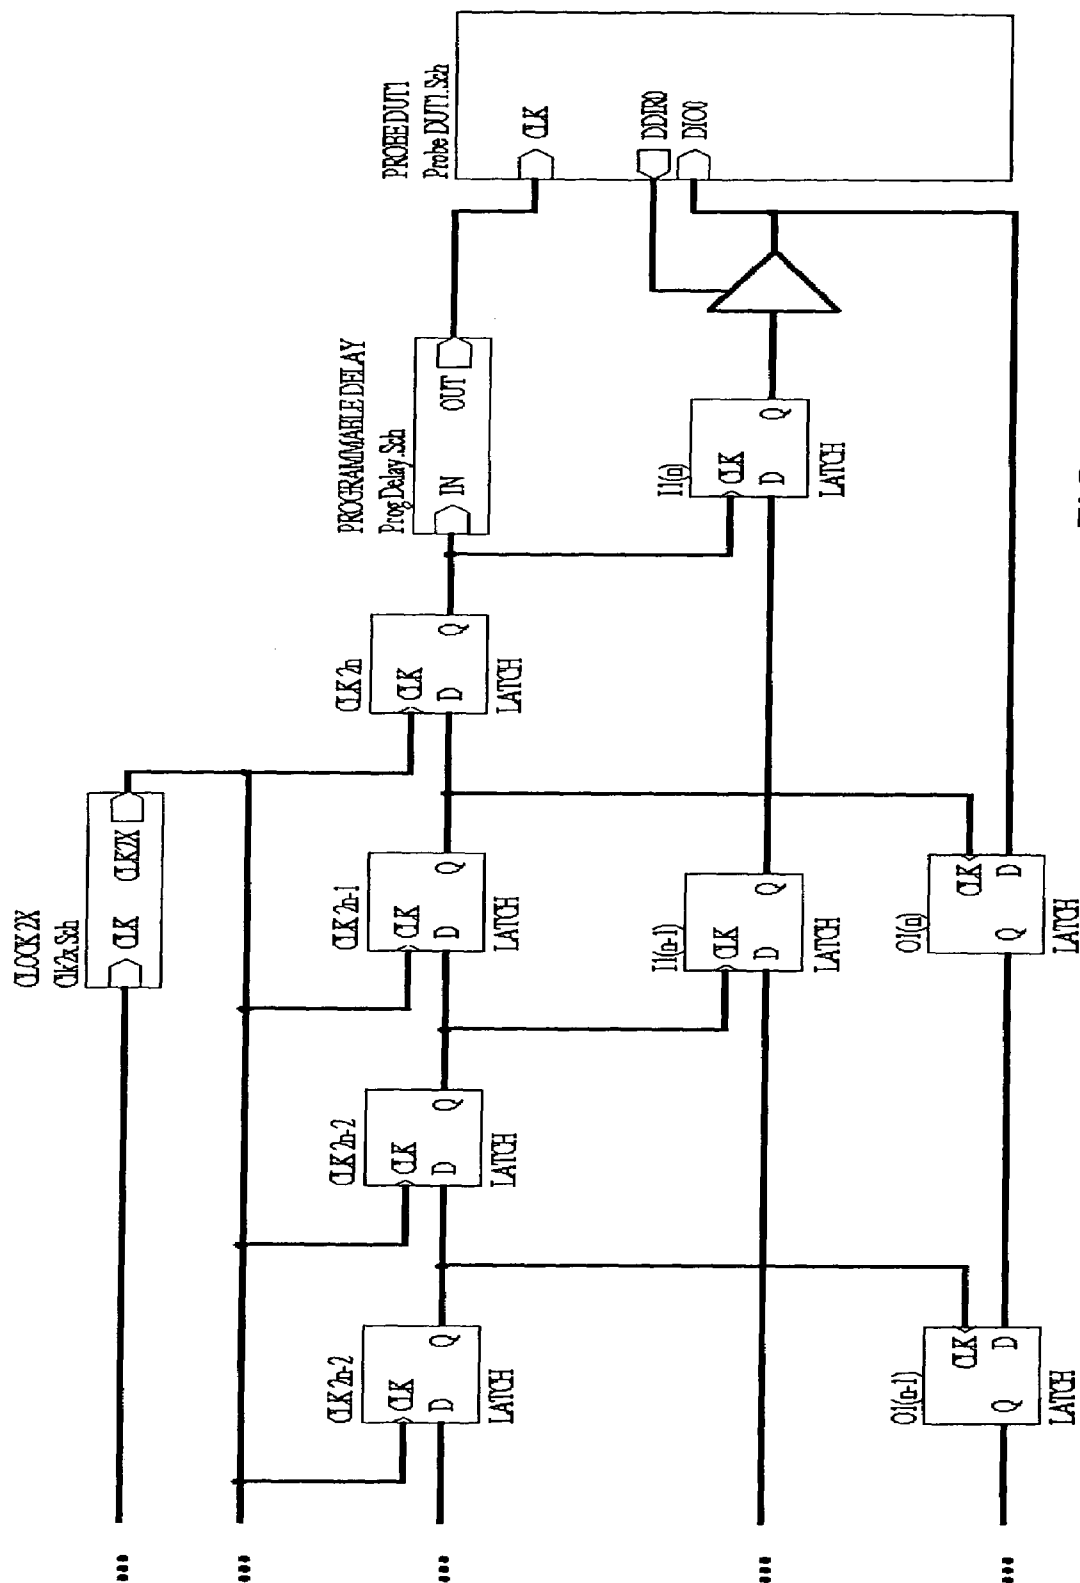 CLOCK 2X
Clk2x.Sch
CLK
CLK2X
PROGRAMMABLE DELAY
Prog Delay.Sch
IN
OUT
PROBE DUT1
Probe DUT1.Sch
CLK
DDIR0
DIO0
CLK 2n-2
CLK
D
Q
LATCH
CLK 2n-2
CLK
D
Q
LATCH
CLK 2n-1
CLK
D
Q
LATCH
CLK 2n
CLK
D
Q
LATCH
I1(n-1)
CLK
D
Q
LATCH
I1(n)
CLK
D
Q
LATCH
O1(n-1)
CLK
Q
D
LATCH
O1(n)
CLK
Q
D
LATCH
...
...
...
...
...